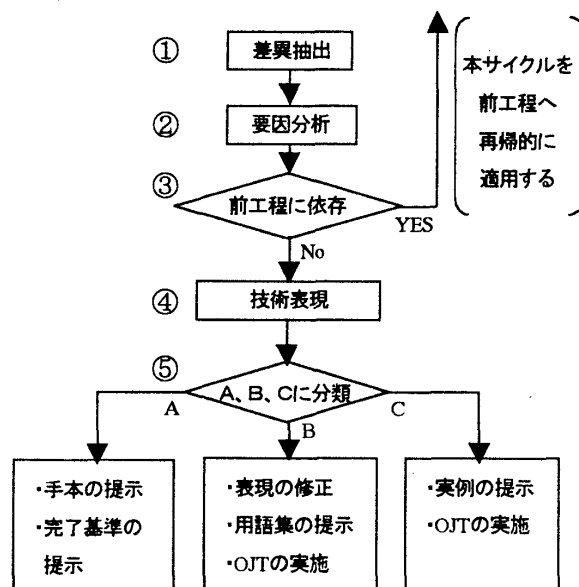 ① 差異抽出
② 要因分析
③ 前工程に依存
YES
No
本サイクルを
前工程へ
再帰的に
適用する
④ 技術表現
⑤ A、B、Cに分類
A
B
C
・手本の提示
・完了基準の
提示
・表現の修正
・用語集の提示
・OJTの実施
・実例の提示
・OJTの実施